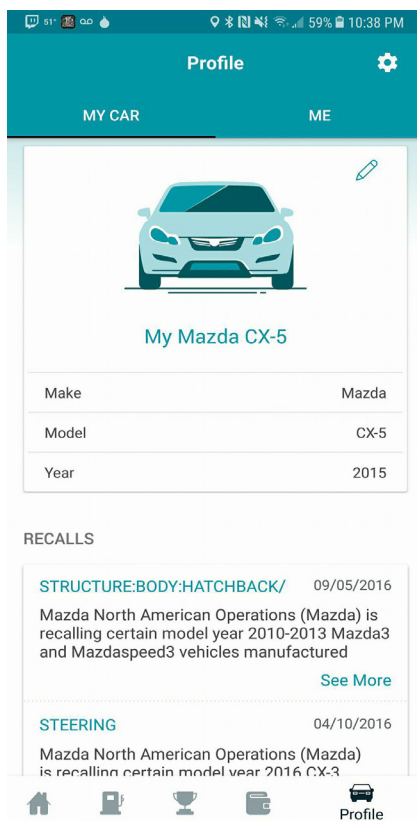 51°
59%
10:38 PM
Profile
MY CAR
ME
My Mazda CX-5
Make
Mazda
Model
CX-5
Year
2015
RECALLS
STRUCTURE:BODY:HATCHBACK/
09/05/2016
Mazda North American Operations (Mazda) is
recalling certain model year 2010-2013 Mazda3
and Mazdaspeed3 vehicles manufactured
See More
STEERING
04/10/2016
Mazda North American Operations (Mazda)
is recalling certain model year 2016 CX-3
Profile